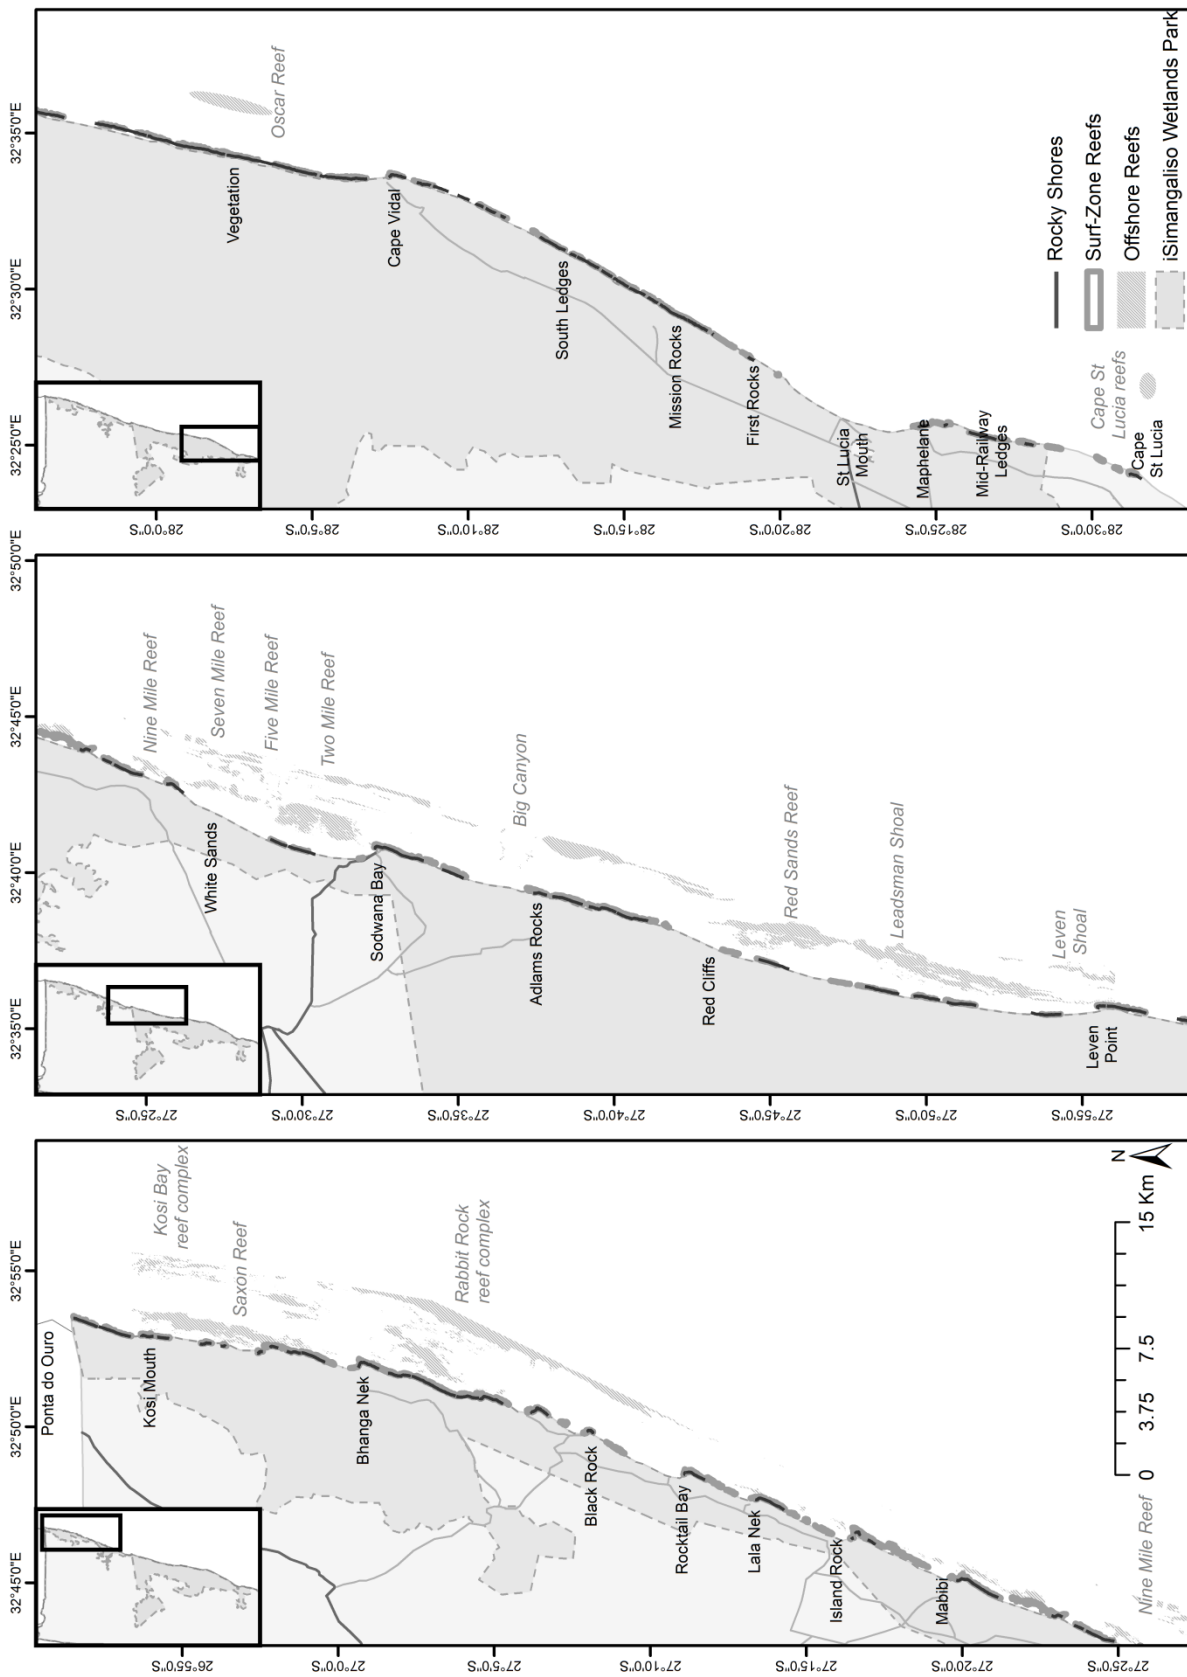 Ponta do Ouro
Kosi Mouth
Bhanga Nek
Black Rock
Rocktail Bay
Lala Nek
Island Rock
Mabibi
Kosi Bay
reef complex
Saxon Reef
Rabbit Rock
reef complex
Nine Mile Reef
32°45'0"E
32°50'0"E
32°55'0"E
26°55'0"S
27°0'0"S
27°5'0"S
27°10'0"S
27°15'0"S
27°20'0"S
27°25'0"S
N
0 3.75 7.5 15 Km
32°35'0"E
32°40'0"E
32°45'0"E
32°50'0"E
White Sands
Sodwana Bay
Adlams Rocks
Red Cliffs
Leven
Point
Nine Mile Reef
Seven Mile Reef
Five Mile Reef
Two Mile Reef
Big Canyon
Red Sands Reef
Leadsman Shoal
Leven
Shoal
27°25'0"S
27°30'0"S
27°35'0"S
27°40'0"S
27°45'0"S
27°50'0"S
27°55'0"S
32°25'0"E
32°30'0"E
32°35'0"E
Oscar Reef
Vegetation
Cape Vidal
South Ledges
Mission Rocks
First Rocks
St Lucia
Mouth
Maphelane
Mid-Railway
Ledges
Cape
St Lucia
Cape St
Lucia reefs
28°0'0"S
28°5'0"S
28°10'0"S
28°15'0"S
28°20'0"S
28°25'0"S
28°30'0"S
Rocky Shores
Surf-Zone Reefs
Offshore Reefs
iSimangaliso Wetlands Park